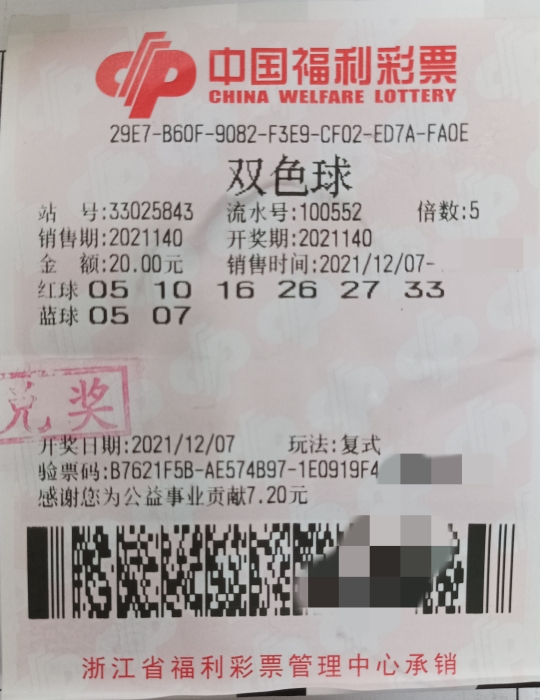 中国福利彩票
CHINA WELFARE LOTTERY
29E7-B60F-9082-F3E9-CF02-ED7A-FA0E
双色球
站 号:33025843 流水号:100552 倍数:5
销售期:2021140 开奖期:2021140
金 额:20.00元 销售时间:2021/12/07-
红球 05 10 16 26 27 33
蓝球 05 07
兑奖
开奖日期:2021/12/07 玩法:复式
验票码:B7621F5B-AE574B97-1E0919F4
感谢您为公益事业贡献7.20元
浙江省福利彩票管理中心承销